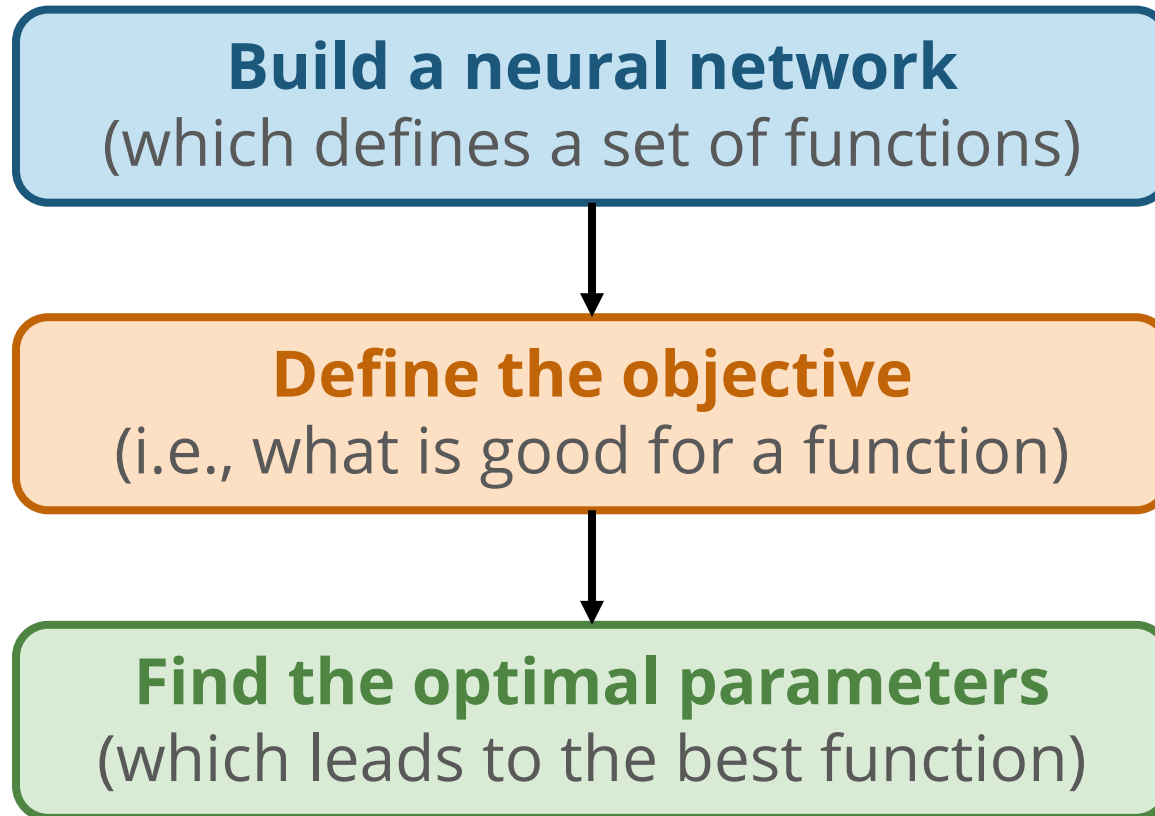 Build a neural network
(which defines a set of functions)
Define the objective
(i.e., what is good for a function)
Find the optimal parameters
(which leads to the best function)